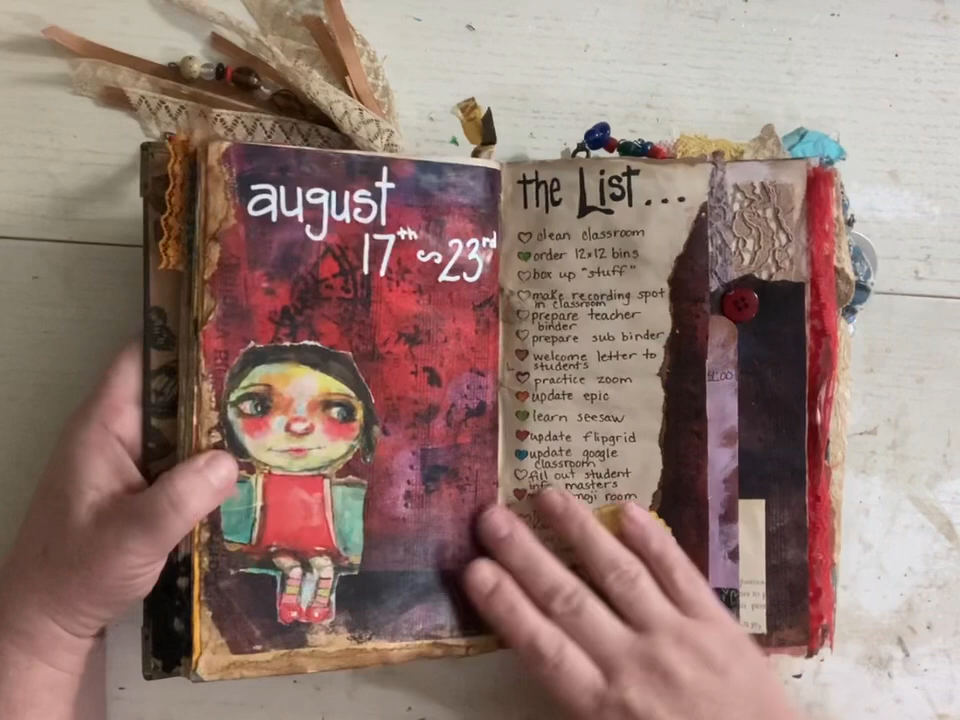 august
17th ~ 23rd
the List...
clean classroom
order 12x12 bins
box up "stuff"
make recording spot
in classroom
prepare teacher
binder
prepare sub binder
welcome letter to
students
practice zoom
update epic
learn seesaw
update flipgrid
update google
classroom
fill out student
info masters
moji room